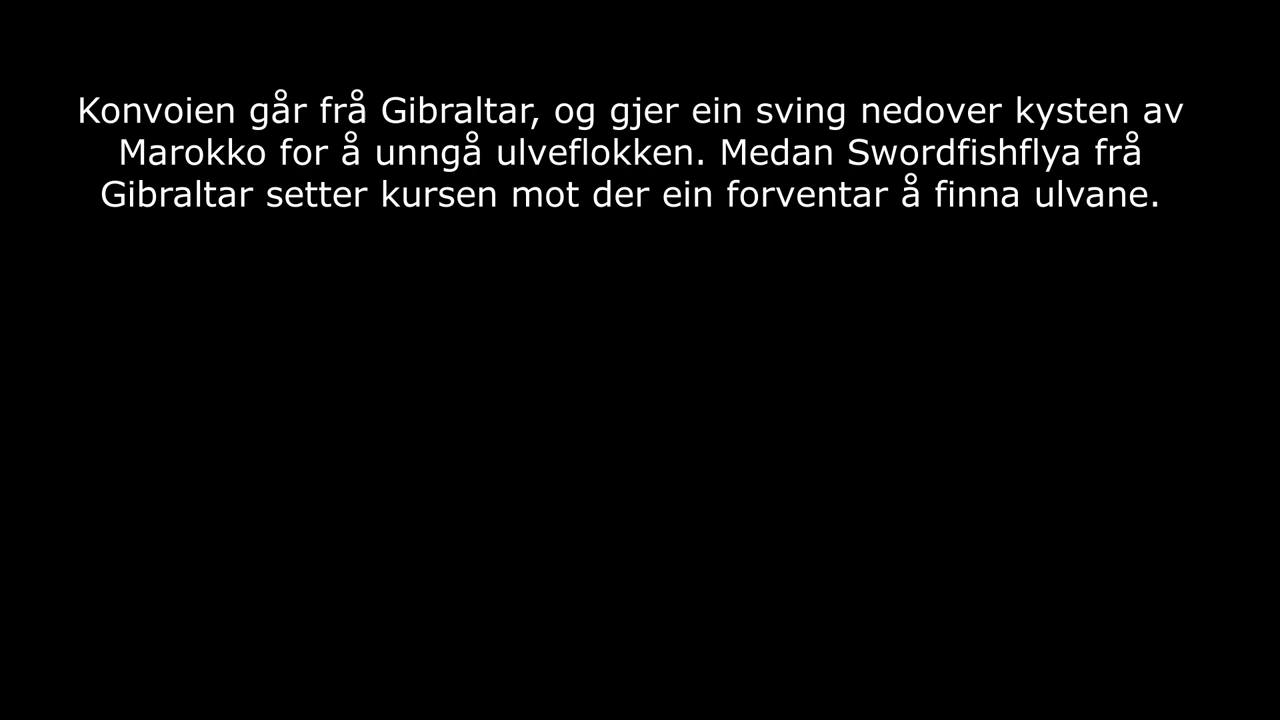 Konvoien går frå Gibraltar, og gjer ein sving nedover kysten av
Marokko for å unngå ulveflokken. Medan Swordfishflya frå
Gibraltar setter kursen mot der ein forventar å finna ulvane.